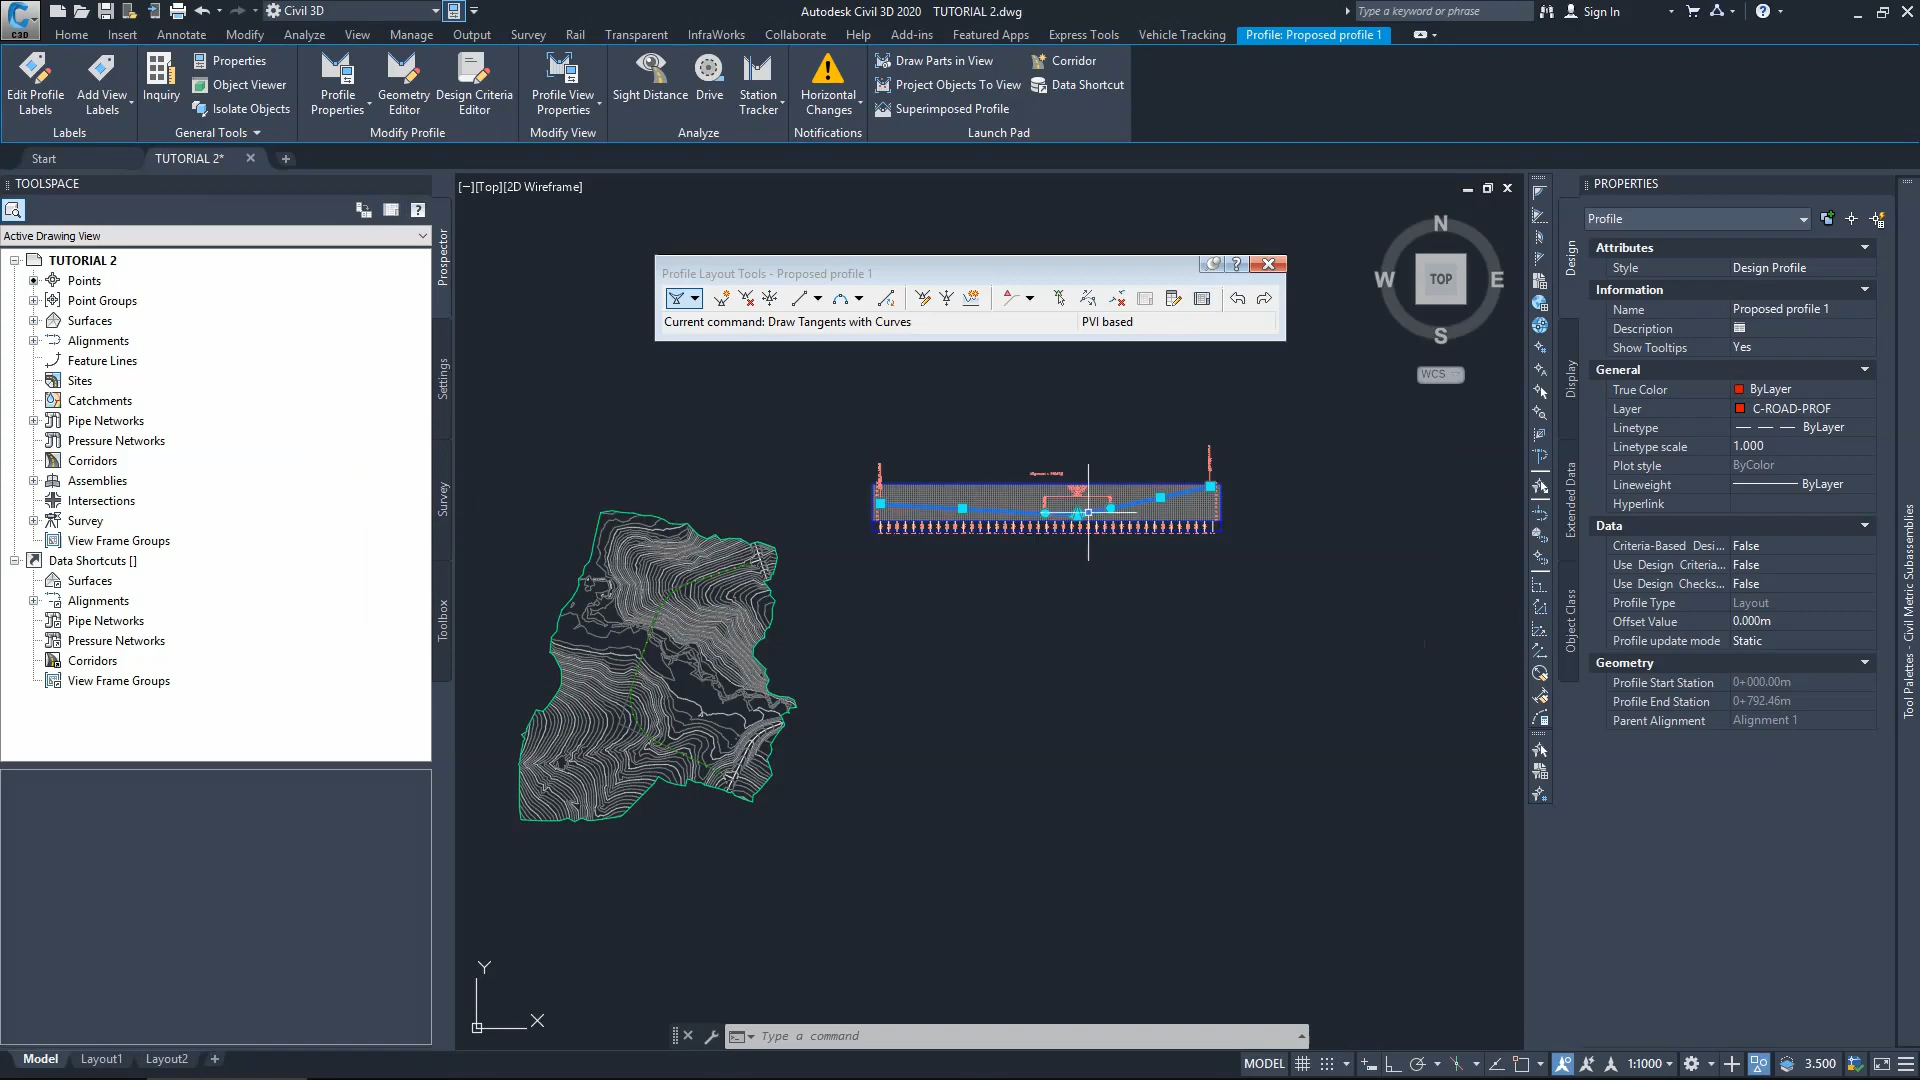 Civil 3D
Autodesk Civil 3D 2020 TUTORIAL 2.dwg
Type a keyword or phrase
Sign In
C3D
Home Insert Annotate Modify Analyze View Manage Output Survey Rail Transparent InfraWorks Collaborate Help Add-ins Featured Apps Express Tools Vehicle Tracking Profile: Proposed profile 1
Edit Profile Labels
Add View Labels
Labels
Inquiry
Properties
Object Viewer
Isolate Objects
General Tools
Profile Properties
Geometry Editor
Design Criteria Editor
Modify Profile
Profile View Properties
Modify View
Sight Distance
Drive
Station Tracker
Analyze
Horizontal Changes
Notifications
Draw Parts in View
Project Objects To View
Superimposed Profile
Corridor
Data Shortcut
Launch Pad
Start
TUTORIAL 2*
TOOLSPACE
Active Drawing View
TUTORIAL 2
Points
Point Groups
Surfaces
Alignments
Feature Lines
Sites
Catchments
Pipe Networks
Pressure Networks
Corridors
Assemblies
Intersections
Survey
View Frame Groups
Data Shortcuts []
Surfaces
Alignments
Pipe Networks
Pressure Networks
Corridors
View Frame Groups
Prospector
Settings
Survey
Toolbox
[−][Top][2D Wireframe]
Profile Layout Tools - Proposed profile 1
Current command: Draw Tangents with Curves
PVI based
N
W
TOP
E
S
WCS
Y
X
Type a command
PROPERTIES
Profile
Design
Display
Extended Data
Object Class
Attributes
Style Design Profile
Information
Name Proposed profile 1
Description
Show Tooltips Yes
General
True Color ByLayer
Layer C-ROAD-PROF
Linetype ByLayer
Linetype scale 1.000
Plot style ByColor
Lineweight ByLayer
Hyperlink
Data
Criteria-Based Desi... False
Use Design Criteria... False
Use Design Checks... False
Profile Type Layout
Offset Value 0.000m
Profile update mode Static
Geometry
Profile Start Station 0+000.00m
Profile End Station 0+792.46m
Parent Alignment Alignment 1
Tool Palettes - Civil Metric Subassemblies
Model Layout1 Layout2
MODEL
1:1000
3.500